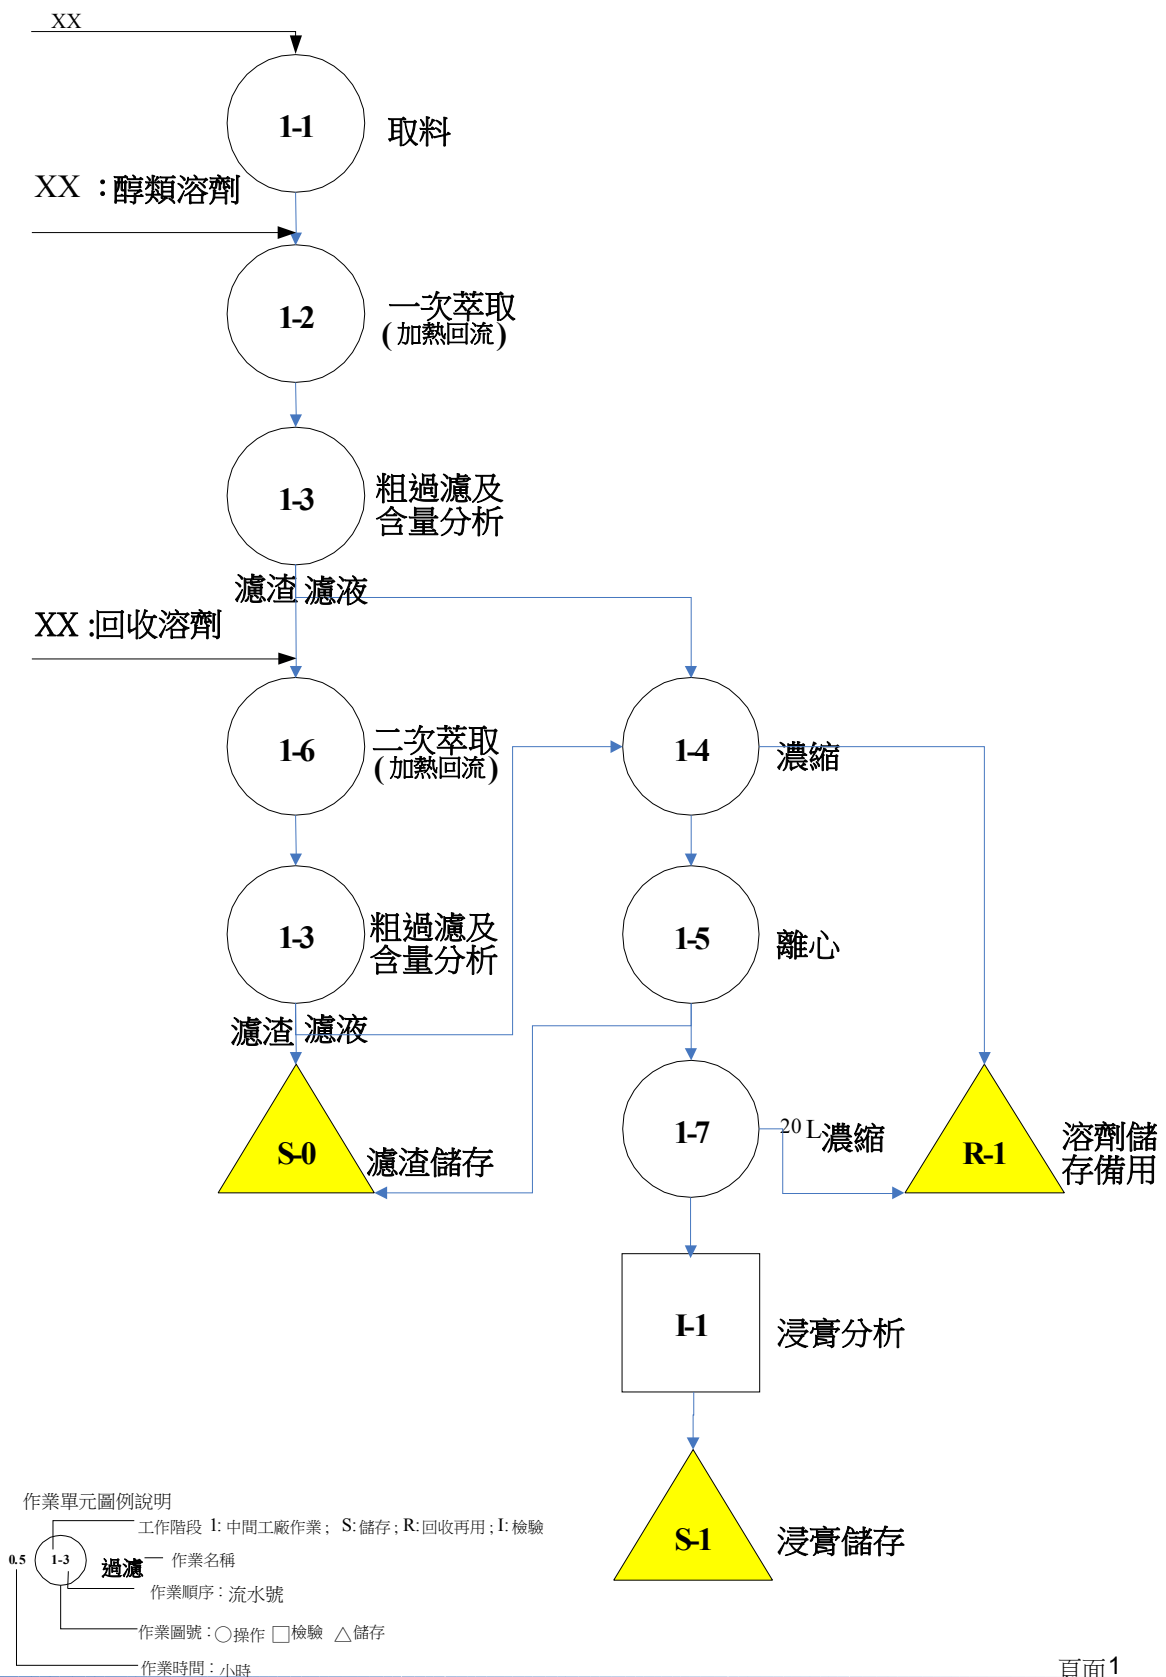 XX
1-1
取料
XX ：醇類溶劑
1-2
一次萃取
(加熱回流)
1-3
粗過濾及
含量分析
濾渣 濾液
XX :回收溶劑
1-6
二次萃取
(加熱回流)
1-4
濃縮
1-3
粗過濾及
含量分析
1-5
離心
濾渣 濾液
S-0
濾渣儲存
1-7
20 L濃縮
R-1
溶劑儲
存備用
I-1
浸膏分析
S-1
浸膏儲存
作業單元圖例說明
工作階段 1: 中間工廠作業； S: 儲存 ; R: 回收再用 ; I: 檢驗
0.5
1-3
過濾
作業名稱
作業順序：流水號
作業圖號：○操作 □檢驗 △儲存
作業時間：小時
頁面1